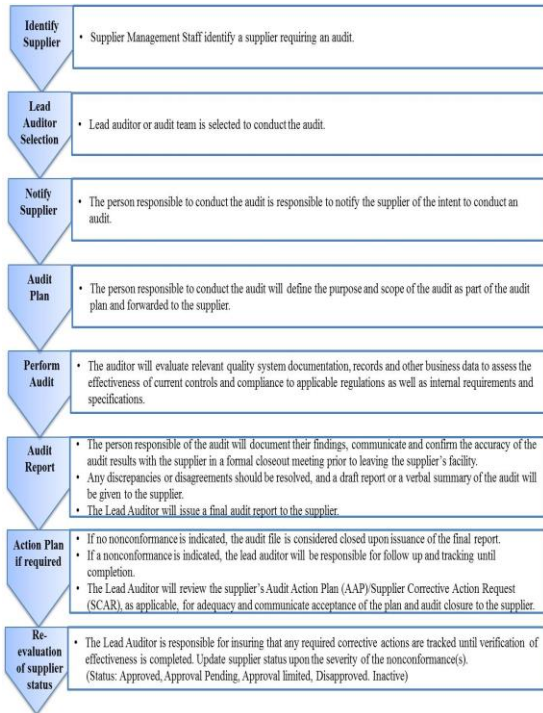 Identify
Supplier
• Supplier Management Staff identify a supplier requiring an audit.
Lead
Auditor
Selection
• Lead auditor or audit team is selected to conduct the audit.
Notify
Supplier
• The person responsible to conduct the audit is responsible to notify the supplier of the intent to conduct an
audit.
Audit
Plan
• The person responsible to conduct the audit will define the purpose and scope of the audit as part of the audit
plan and forwarded to the supplier.
Perform
Audit
• The auditor will evaluate relevant quality system documentation, records and other business data to assess the
effectiveness of current controls and compliance to applicable regulations as well as internal requirements and
specifications.
Audit
Report
• The person responsible of the audit will document their findings, communicate and confirm the accuracy of the
audit results with the supplier in a formal closeout meeting prior to leaving the supplier's facility.
• Any discrepancies or disagreements should be resolved, and a draft report or a verbal summary of the audit will
be given to the supplier.
• The Lead Auditor will issue a final audit report to the supplier.
Action Plan
if required
• If no nonconformance is indicated, the audit file is considered closed upon issuance of the final report.
• If a nonconformance is indicated, the lead auditor will be responsible for follow up and tracking until
completion.
• The Lead Auditor will review the supplier's Audit Action Plan (AAP)/Supplier Corrective Action Request
(SCAR), as applicable, for adequacy and communicate acceptance of the plan and audit closure to the supplier.
Re-
evaluation
of supplier
status
• The Lead Auditor is responsible for insuring that any required corrective actions are tracked until verification of
effectiveness is completed. Update supplier status upon the severity of the nonconformance(s).
(Status: Approved, Approval Pending, Approval limited, Disapproved. Inactive)